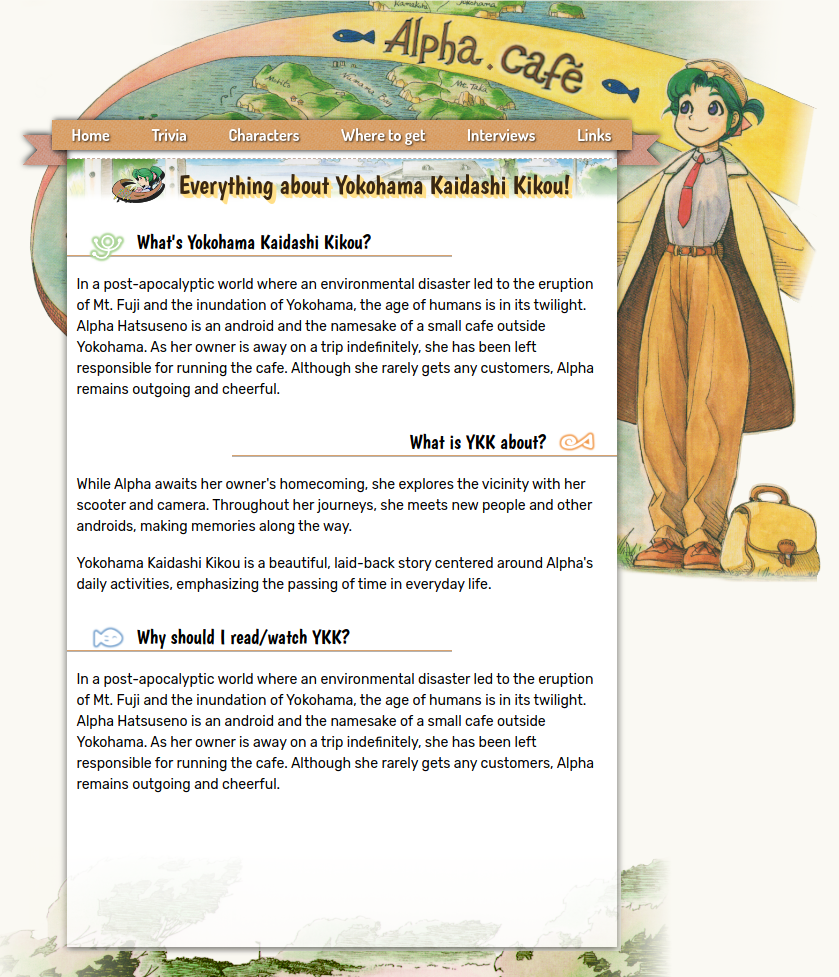 Kamakura Yokohama
Alpha.café
Mutits Yamama Bay Mt. Taka
Home Trivia Characters Where to get Interviews Links
Everything about Yokohama Kaidashi Kikou!
What's Yokohama Kaidashi Kikou?
In a post-apocalyptic world where an environmental disaster led to the eruption
of Mt. Fuji and the inundation of Yokohama, the age of humans is in its twilight.
Alpha Hatsuseno is an android and the namesake of a small cafe outside
Yokohama. As her owner is away on a trip indefinitely, she has been left
responsible for running the cafe. Although she rarely gets any customers, Alpha
remains outgoing and cheerful.
What is YKK about?
While Alpha awaits her owner's homecoming, she explores the vicinity with her
scooter and camera. Throughout her journeys, she meets new people and other
androids, making memories along the way.
Yokohama Kaidashi Kikou is a beautiful, laid-back story centered around Alpha's
daily activities, emphasizing the passing of time in everyday life.
Why should I read/watch YKK?
In a post-apocalyptic world where an environmental disaster led to the eruption
of Mt. Fuji and the inundation of Yokohama, the age of humans is in its twilight.
Alpha Hatsuseno is an android and the namesake of a small cafe outside
Yokohama. As her owner is away on a trip indefinitely, she has been left
responsible for running the cafe. Although she rarely gets any customers, Alpha
remains outgoing and cheerful.